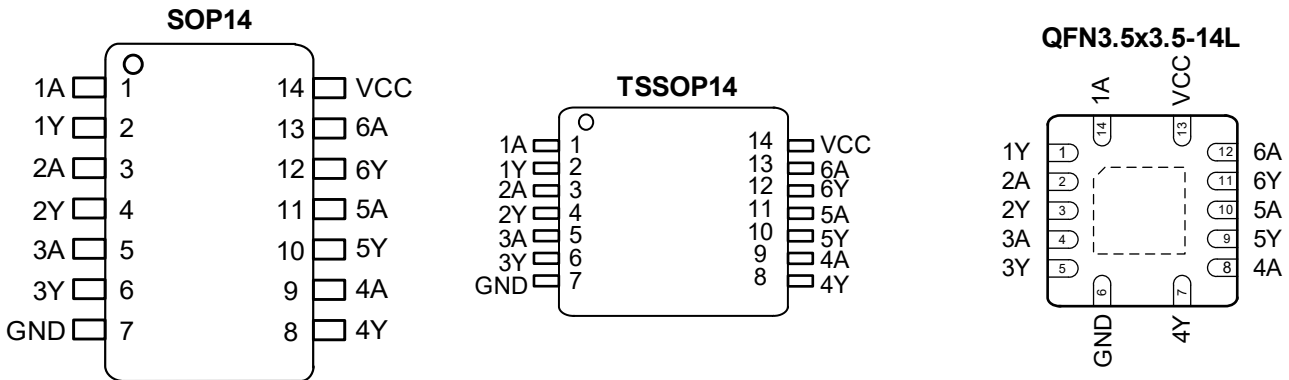 SOP14
1A 1 14 VCC
1Y 2 13 6A
2A 3 12 6Y
2Y 4 11 5A
3A 5 10 5Y
3Y 6 9 4A
GND 7 8 4Y
TSSOP14
1A 1 14 VCC
1Y 2 13 6A
2A 3 12 6Y
2Y 4 11 5A
3A 5 10 5Y
3Y 6 9 4A
GND 7 8 4Y
QFN3.5x3.5-14L
1A VCC
14 13
1Y 1 12 6A
2A 2 11 6Y
2Y 3 10 5A
3A 4 9 5Y
3Y 5 8 4A
6 7
GND 4Y